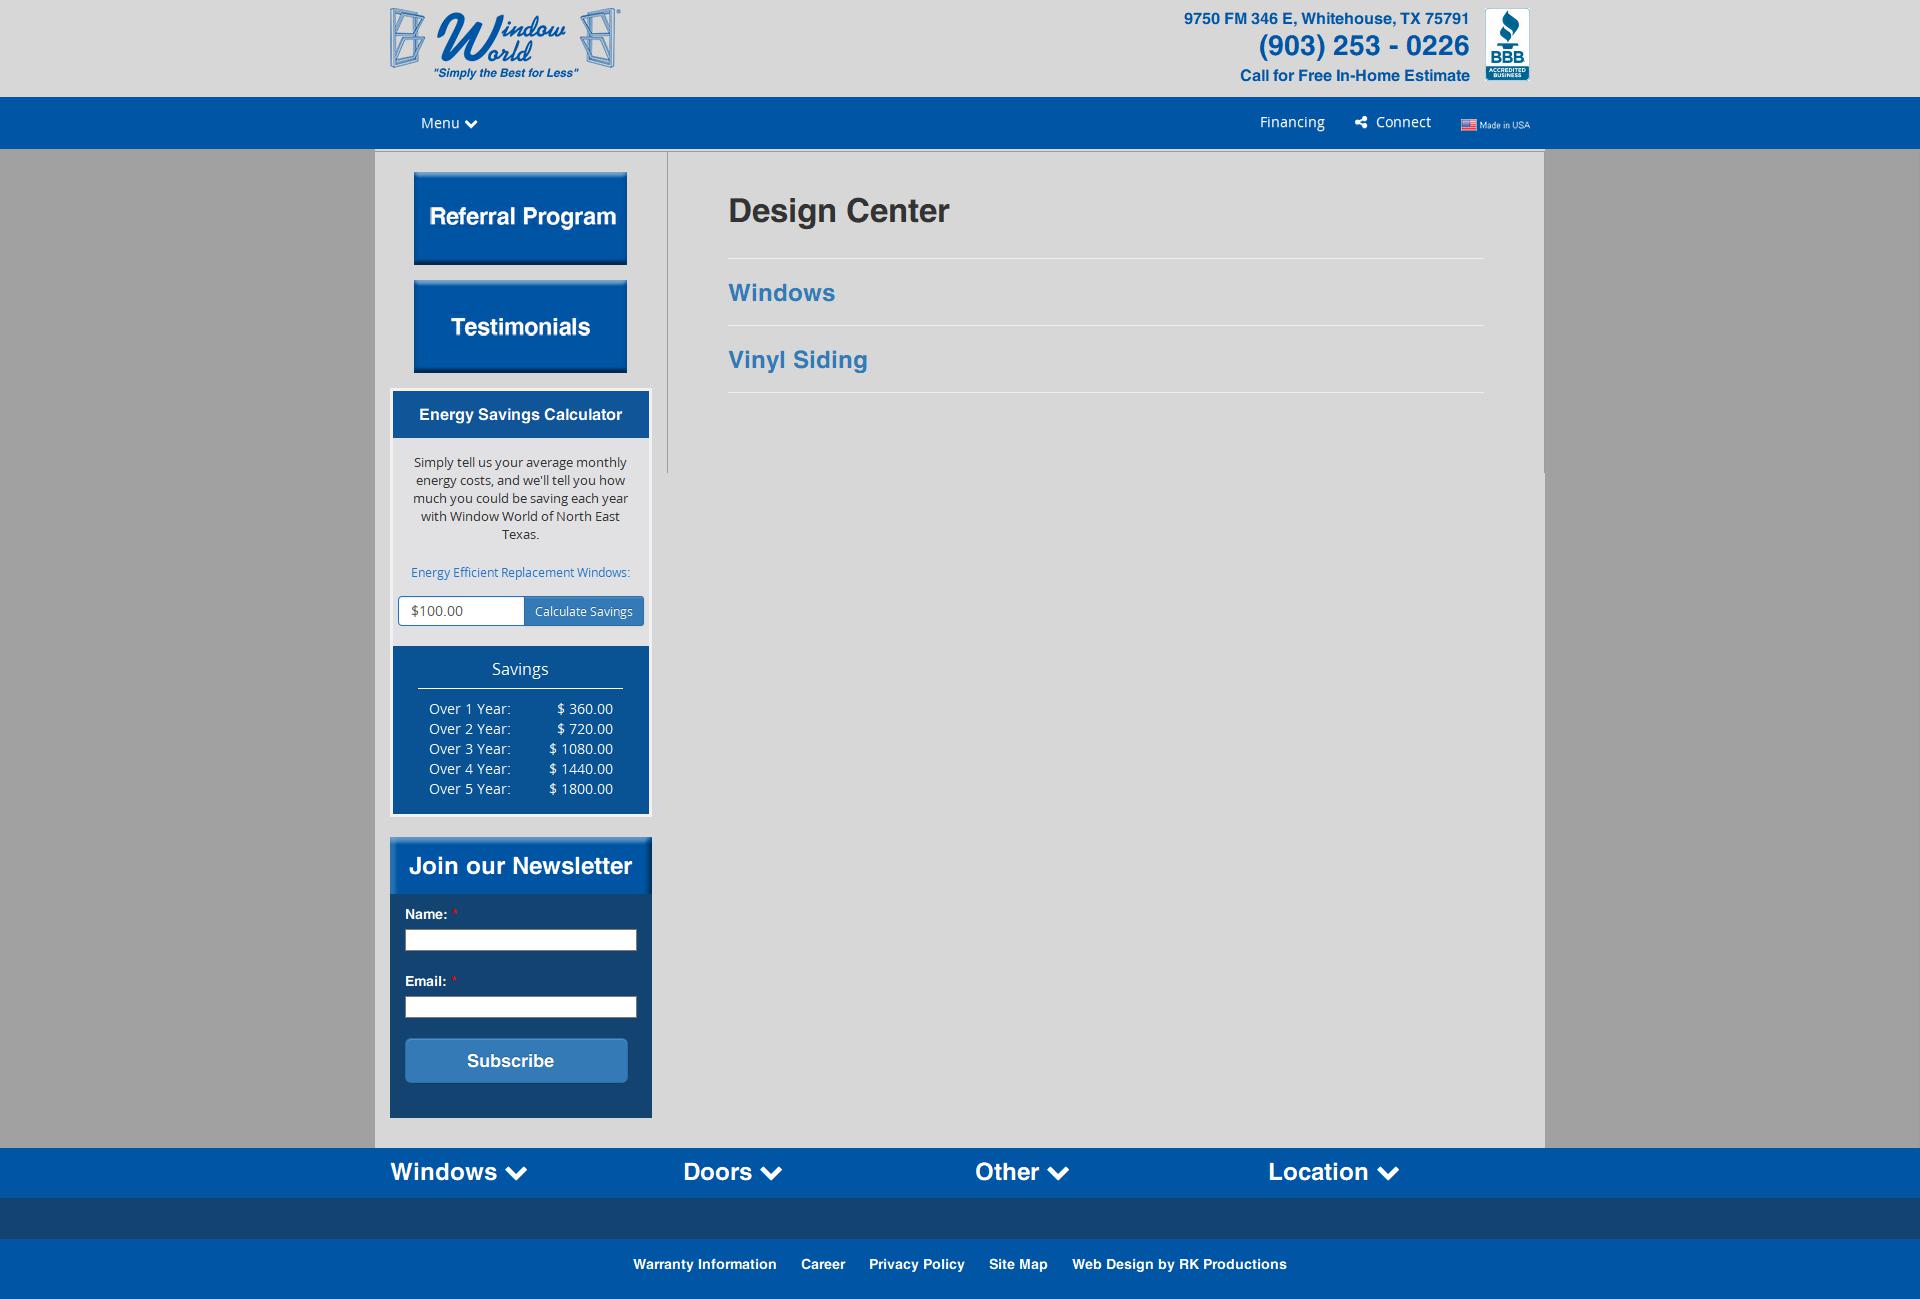 Window World
"Simply the Best for Less"
9750 FM 346 E, Whitehouse, TX 75791
(903) 253 - 0226
Call for Free In-Home Estimate
BBB
ACCREDITED
BUSINESS
Menu
Financing
Connect
Made in USA
Referral Program
Testimonials
Energy Savings Calculator
Simply tell us your average monthly
energy costs, and we'll tell you how
much you could be saving each year
with Window World of North East
Texas.
Energy Efficient Replacement Windows:
$100.00 Calculate Savings
Savings
Over 1 Year: $ 360.00
Over 2 Year: $ 720.00
Over 3 Year: $ 1080.00
Over 4 Year: $ 1440.00
Over 5 Year: $ 1800.00
Join our Newsletter
Name: *
Email: *
Subscribe
Design Center
Windows
Vinyl Siding
Windows Doors Other Location
Warranty Information Career Privacy Policy Site Map Web Design by RK Productions